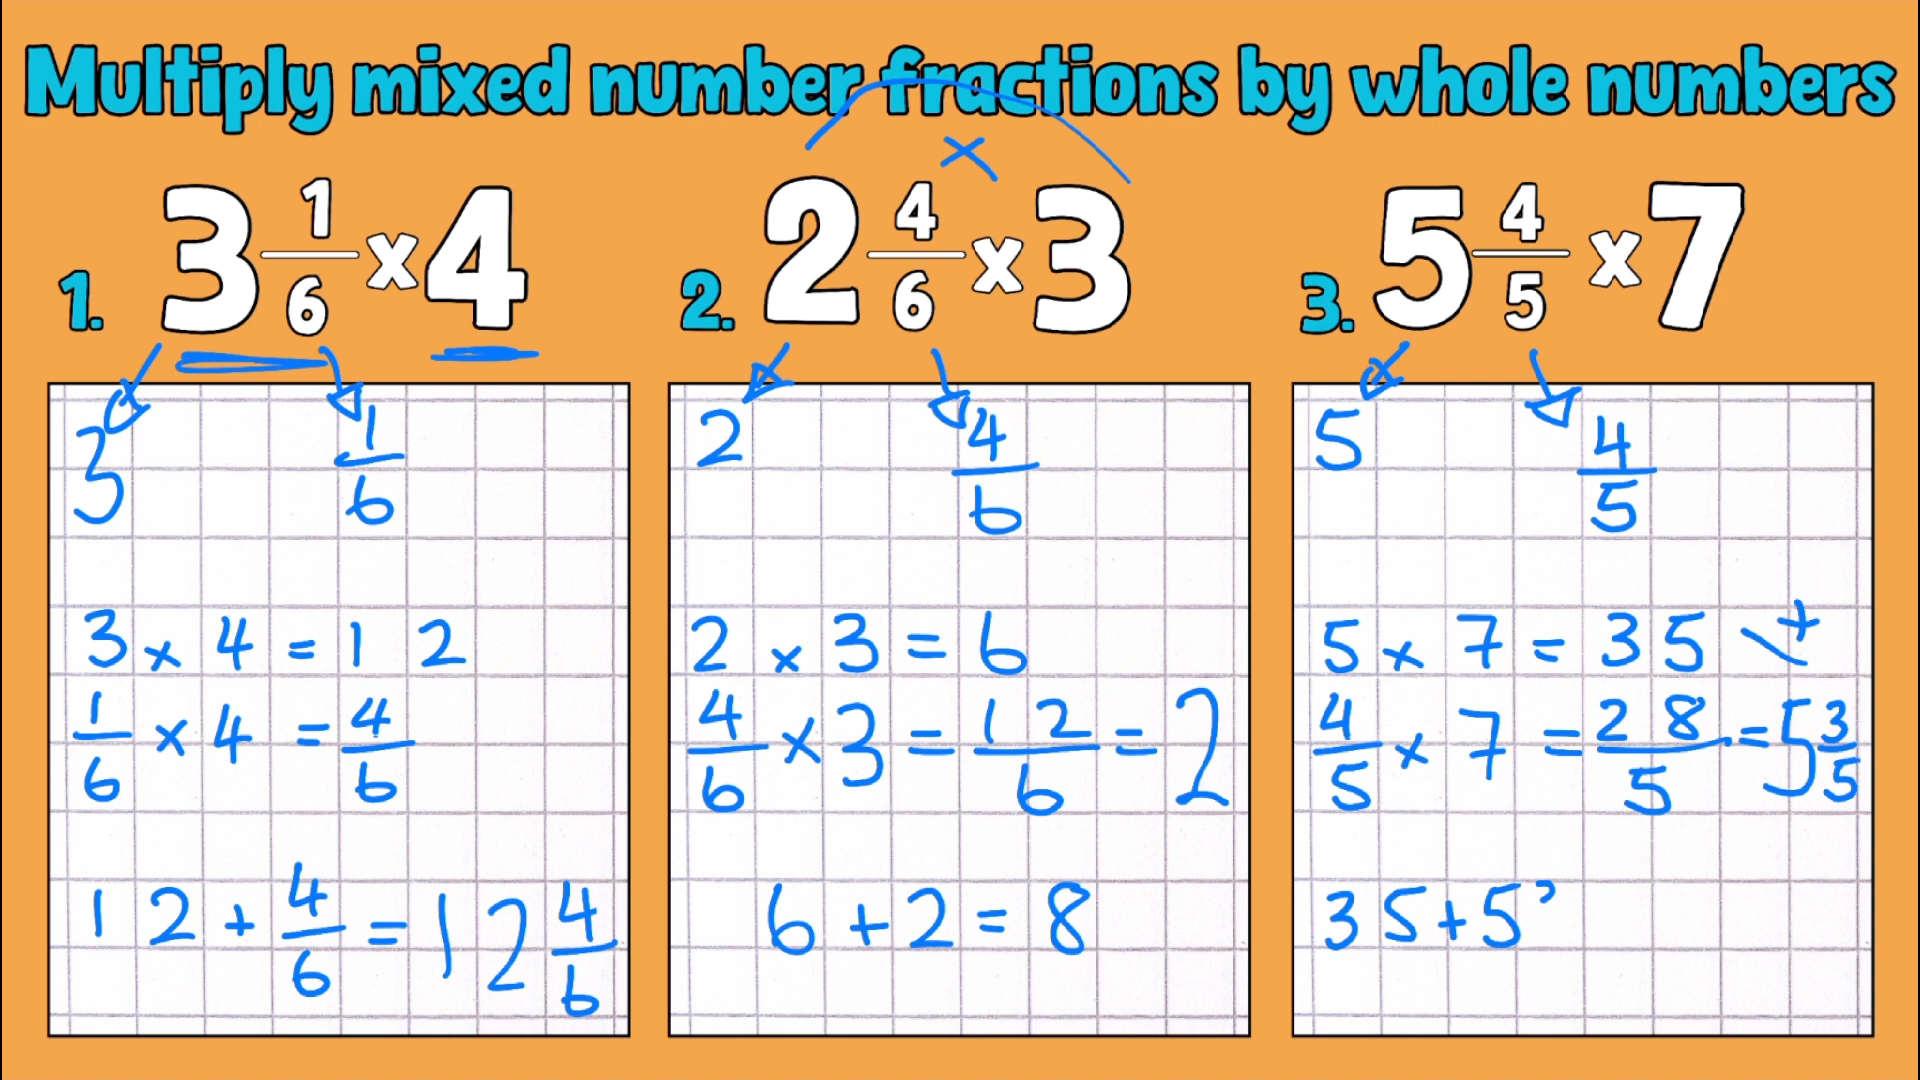 Multiply mixed number fractions by whole numbers
1. 3 1/6 x 4
3 1/6
3 x 4 = 12
1/6 x 4 = 4/6
12 + 4/6 = 12 4/6
x
2. 2 4/6 x 3
2 4/6
2 x 3 = 6
4/6 x 3 = 12/6 = 2
6 + 2 = 8
3. 5 4/5 x 7
5 4/5
5 x 7 = 35 +
4/5 x 7 = 28/5 = 5 3/5
35 + 5